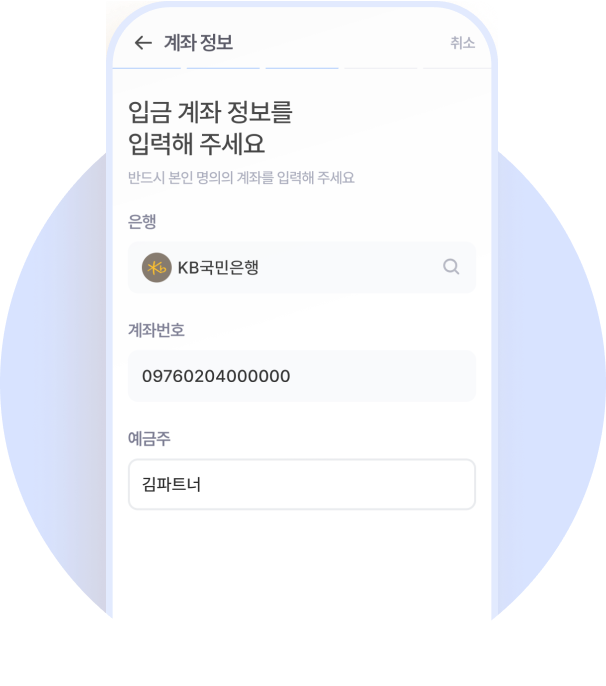 계좌 정보
취소
입금 계좌 정보를
입력해 주세요
반드시 본인 명의의 계좌를 입력해 주세요
은행
KB국민은행
계좌번호
09760204000000
예금주
김파트너